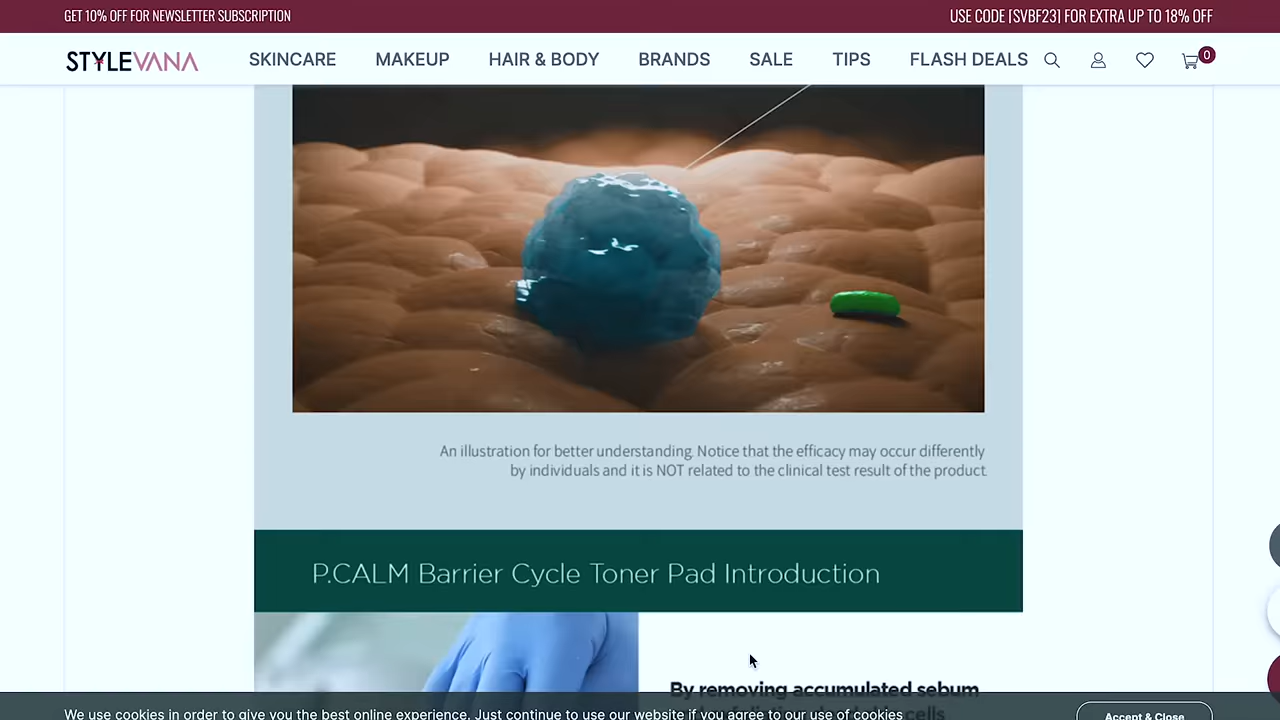 GET 10% OFF FOR NEWSLETTER SUBSCRIPTION
USE CODE [SVBF23] FOR EXTRA UP TO 18% OFF
STYLEVANA
SKINCARE MAKEUP HAIR & BODY BRANDS SALE TIPS FLASH DEALS
0
An illustration for better understanding. Notice that the efficacy may occur differently
by individuals and it is NOT related to the clinical test result of the product.
P.CALM Barrier Cycle Toner Pad Introduction
By removing accumulated sebum
cells
We use cookies in order to give you the best online experience. Just continue to use our website if you agree to our use of cookies
Accept & Close